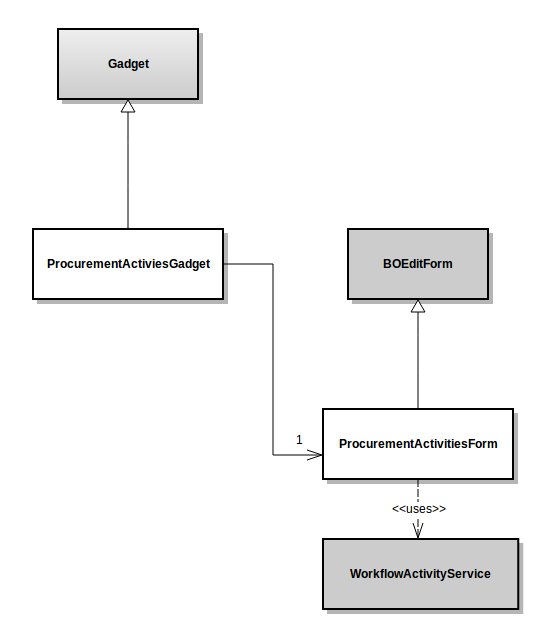 Gadget
ProcurementActiviesGadget
BOEditForm
1
ProcurementActivitiesForm
<<uses>>
WorkflowActivityService